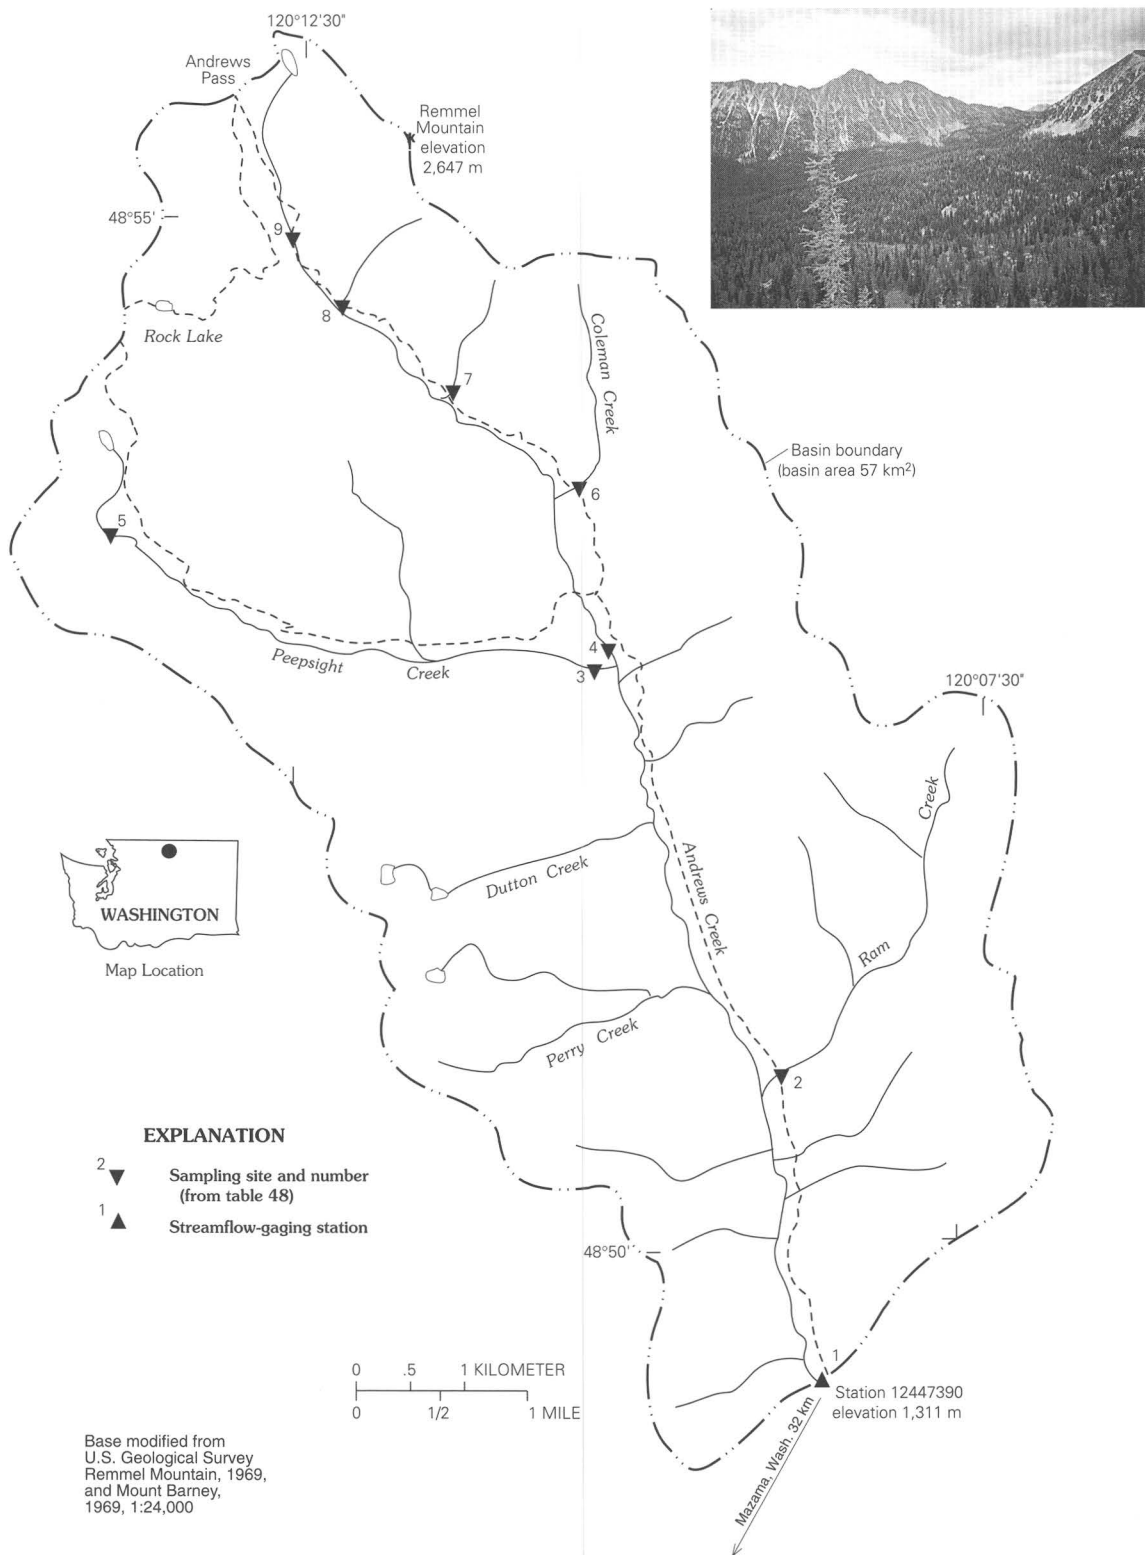 120°12'30"
Andrews
Pass
Remmel
Mountain
elevation
2,647 m
48°55'
9
8
Rock Lake
7
Coleman Creek
Basin boundary
(basin area 57 km²)
6
5
Peepsight Creek
4
3
120°07'30"
Creek
Ram
Dutton Creek
Andrews Creek
WASHINGTON
Map Location
Perry Creek
2
EXPLANATION
2
Sampling site and number
(from table 48)
1
Streamflow-gaging station
48°50'
1
0 .5 1 KILOMETER
0 1/2 1 MILE
Station 12447390
elevation 1,311 m
Mazama, Wash. 32 km
Base modified from
U.S. Geological Survey
Remmel Mountain, 1969,
and Mount Barney,
1969, 1:24,000